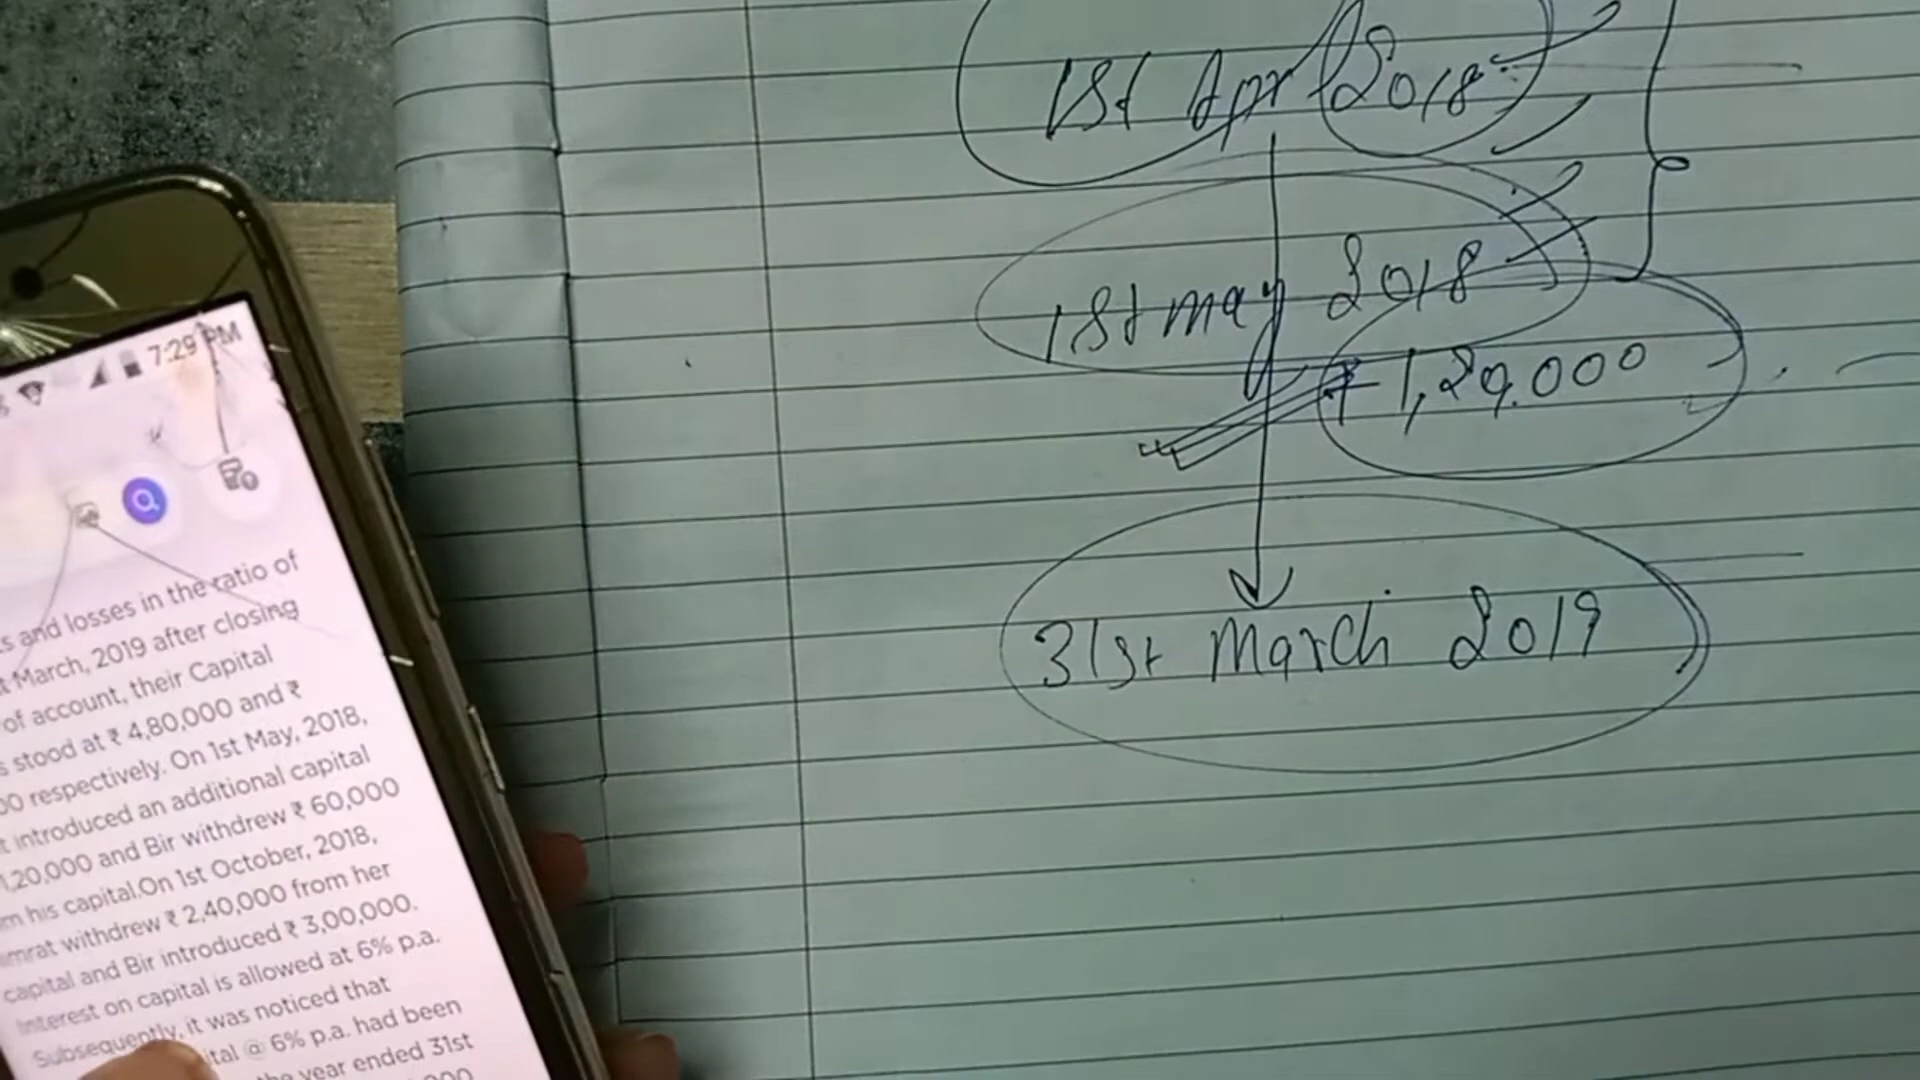 7:29 PM
ts and losses in the ratio of
t March, 2019 after closing
of account, their Capital
s stood at ₹ 4,80,000 and ₹
00 respectively. On 1st May, 2018,
t introduced an additional capital
1,20,000 and Bir withdrew ₹ 60,000
m his capital.On 1st October, 2018,
mrat withdrew ₹ 2,40,000 from her
capital and Bir introduced ₹ 3,00,000.
Interest on capital is allowed at 6% p.a.
Subsequently, it was noticed that
ital @ 6% p.a. had been
the year ended 31st
000
1st Apr 2018
1st may 2018
+ 1,20,000
31st March 2019